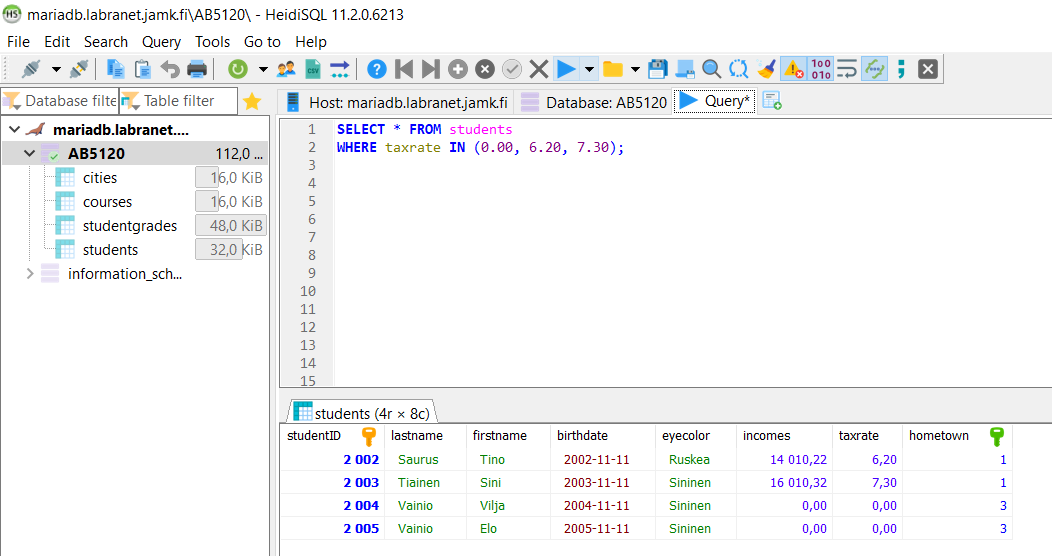 HS mariadb.labranet.jamk.fi\AB5120\ - HeidiSQL 11.2.0.6213
File Edit Search Query Tools Go to Help
CSV 100 010
Database filte Table filter Host: mariadb.labranet.jamk.fi Database: AB5120 Query*
mariadb.labranet....
AB5120 112,0 ...
cities 16,0 KiB
courses 16,0 KiB
studentgrades 48,0 KiB
students 32,0 KiB
information_sch...
1 SELECT * FROM students
2 WHERE taxrate IN (0.00, 6.20, 7.30);
3
4
5
6
7
8
9
10
11
12
13
14
15
students (4r × 8c)
studentID lastname firstname birthdate eyecolor incomes taxrate hometown
2 002 Saurus Tino 2002-11-11 Ruskea 14 010,22 6,20 1
2 003 Tiainen Sini 2003-11-11 Sininen 16 010,32 7,30 1
2 004 Vainio Vilja 2004-11-11 Sininen 0,00 0,00 3
2 005 Vainio Elo 2005-11-11 Sininen 0,00 0,00 3